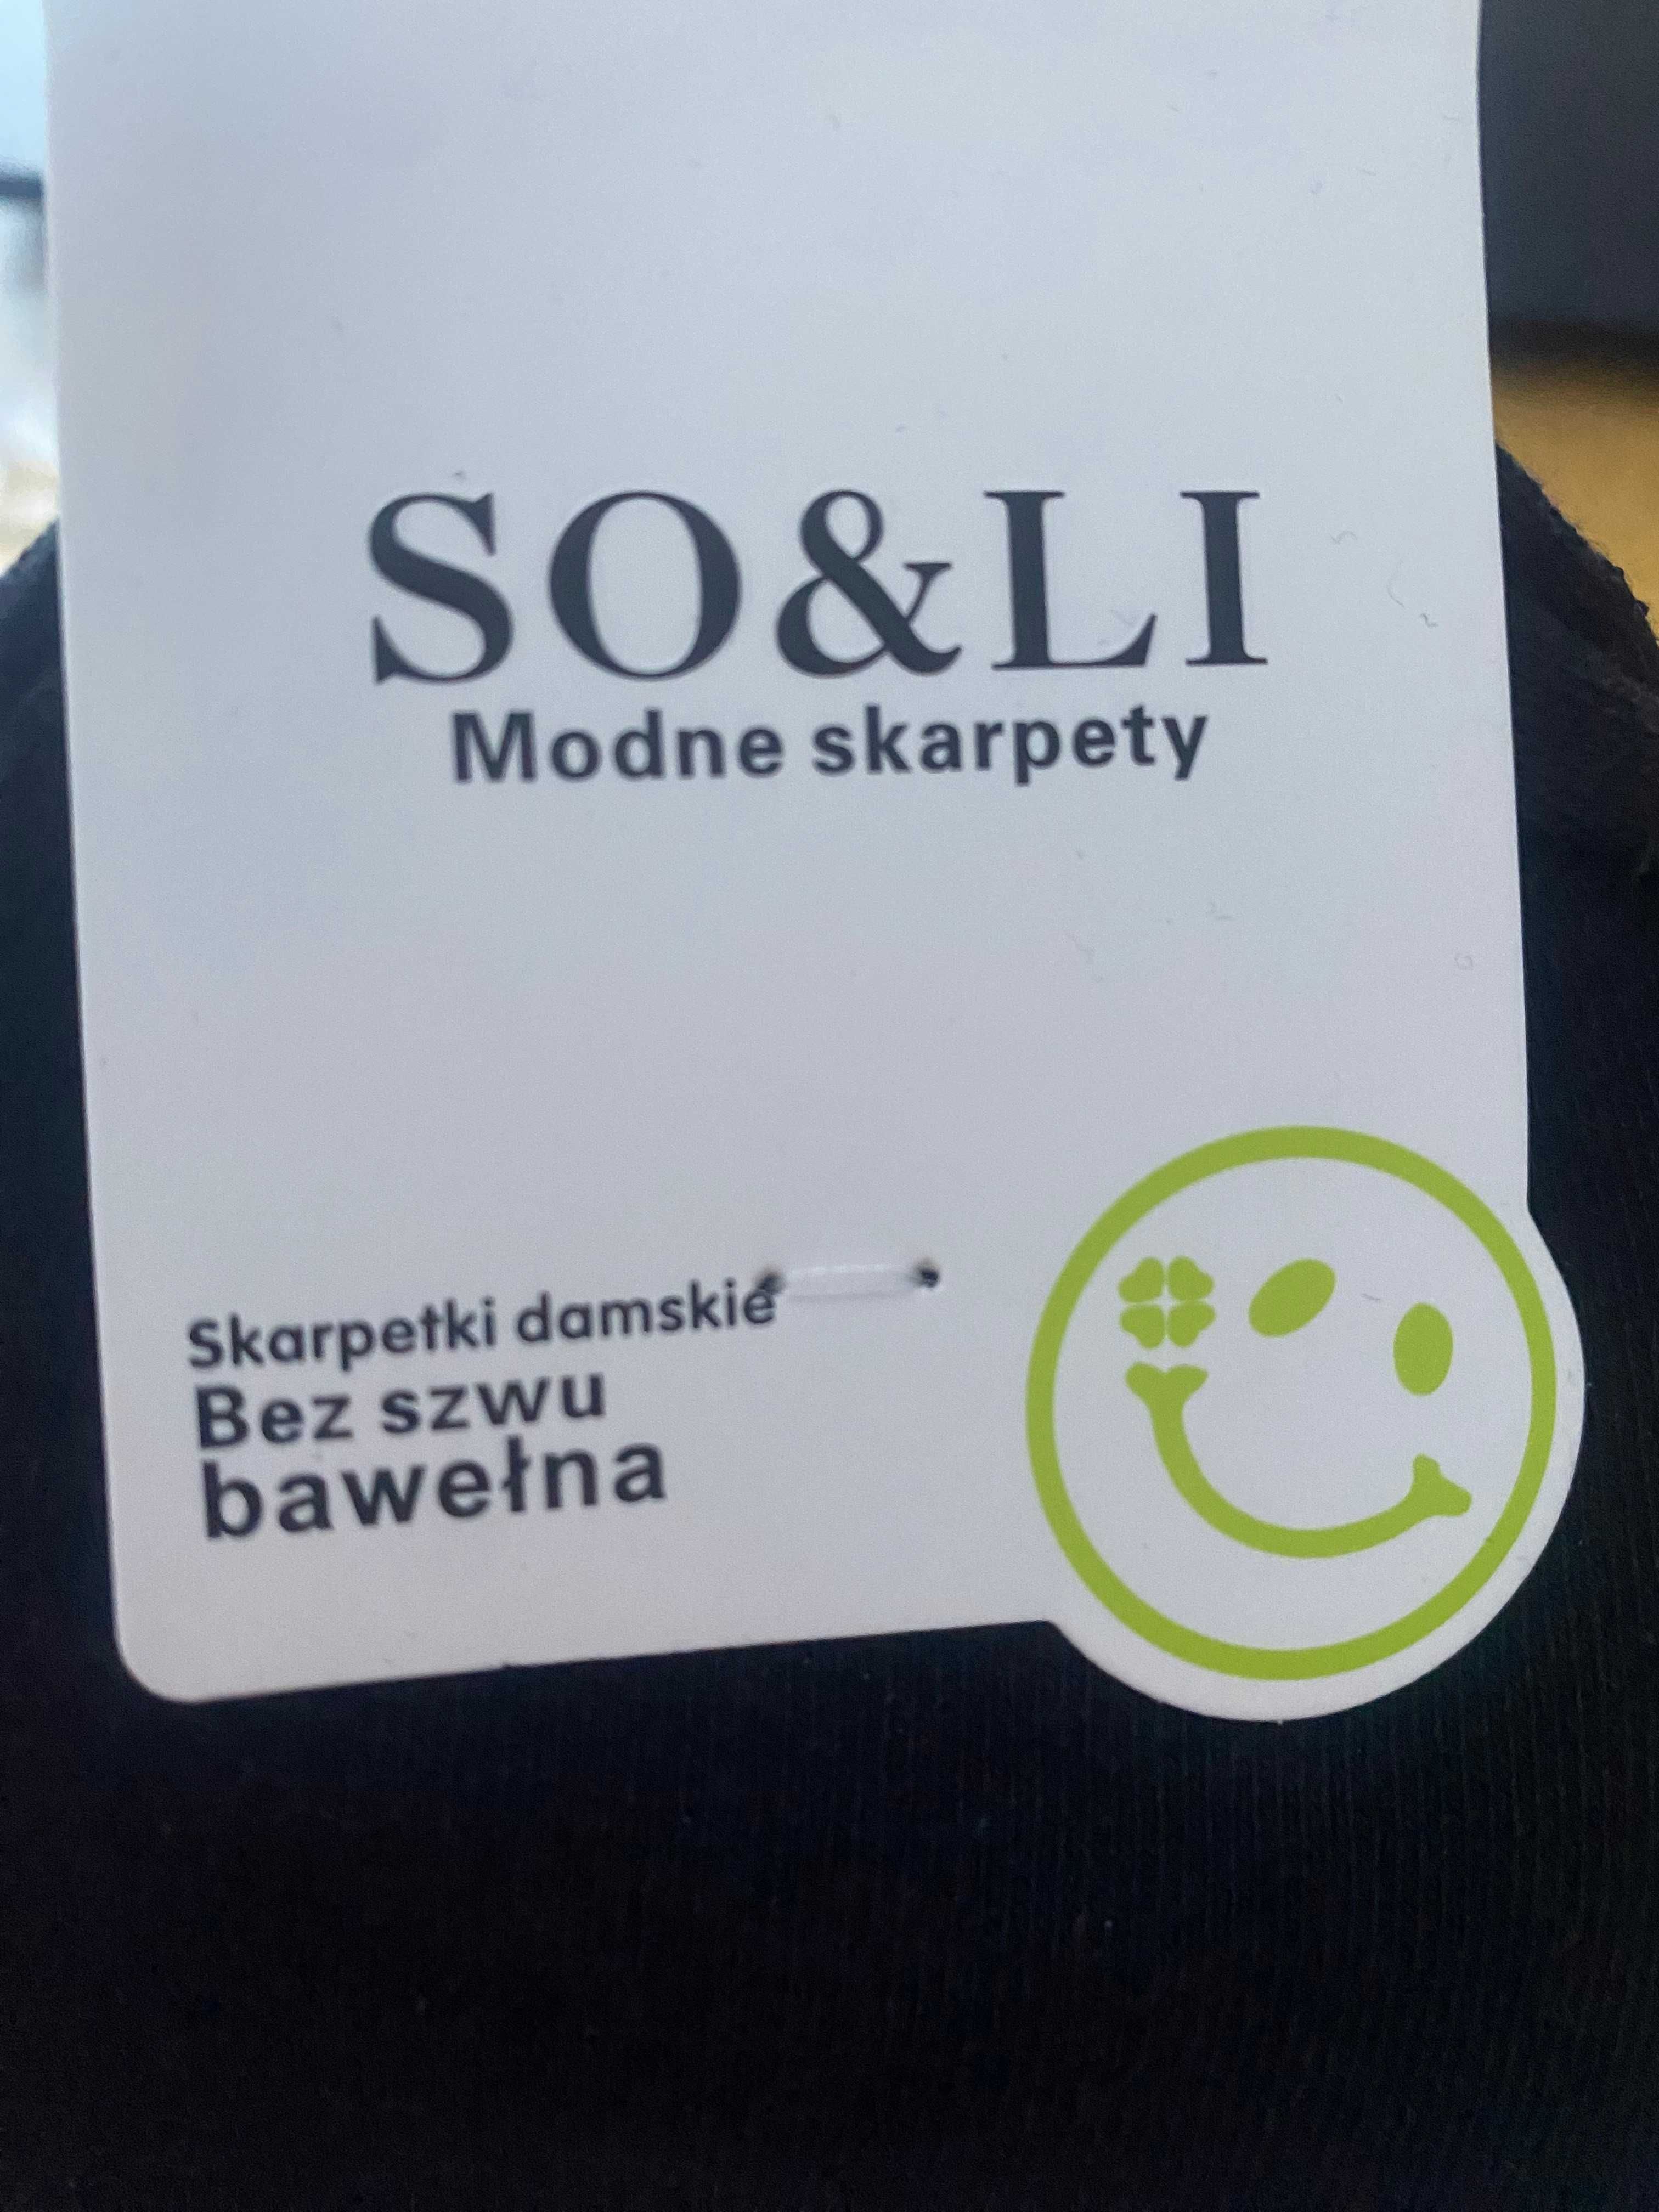 SO&LI
Modne skarpety
Skarpetki damskie
Bez szwu
bawełna